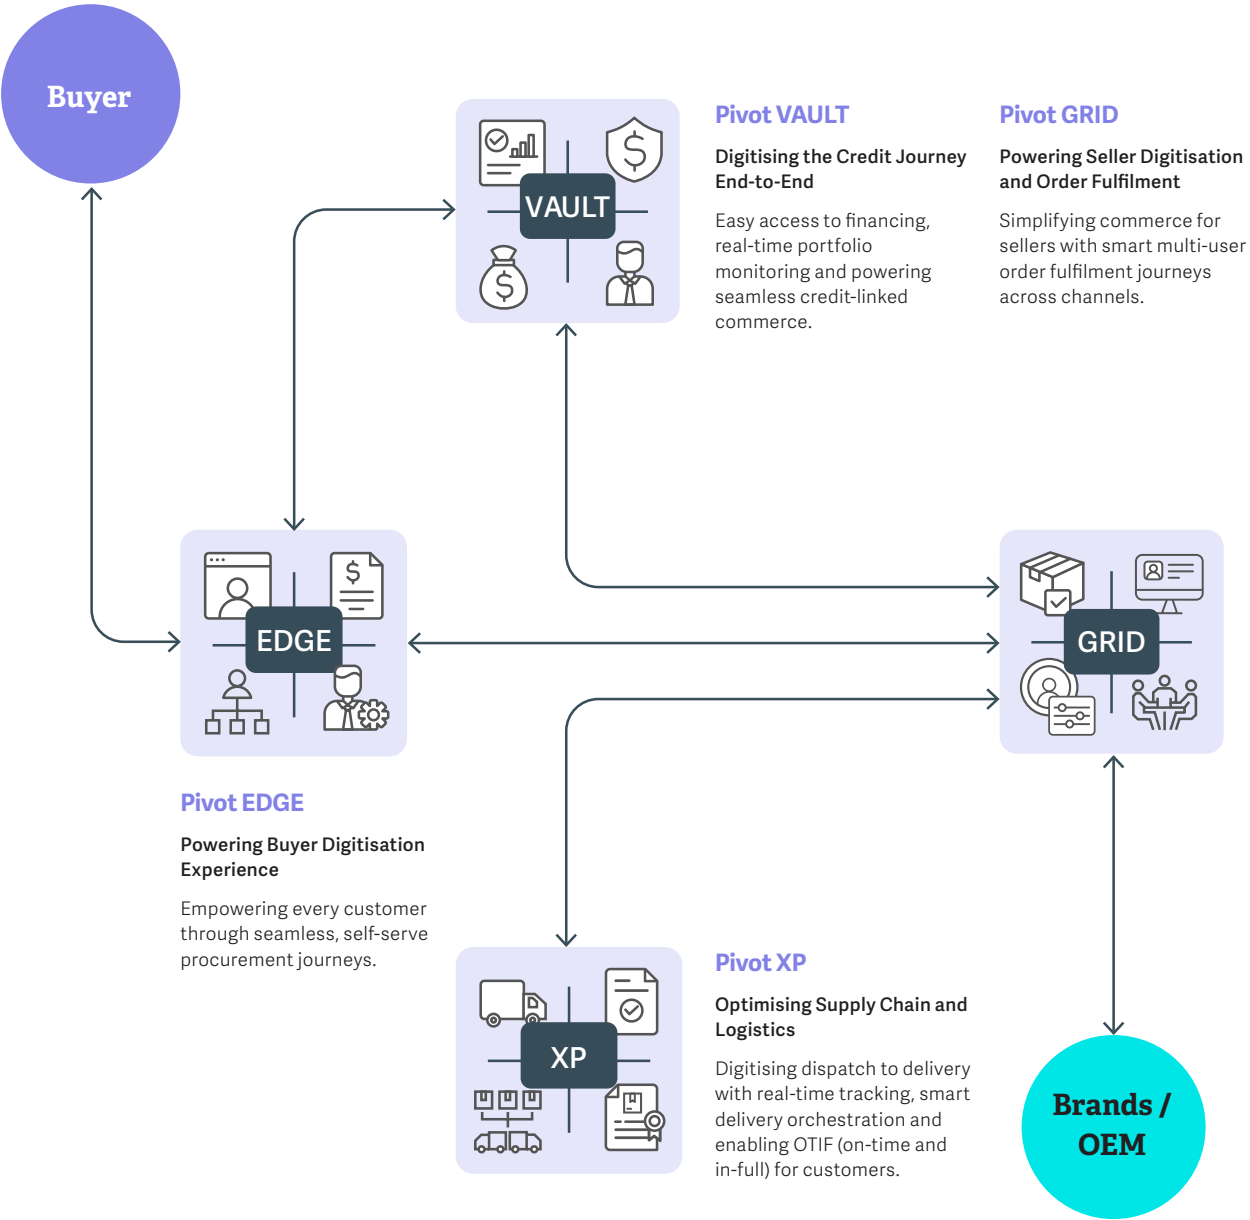 Buyer
VAULT
Pivot VAULT
Digitising the Credit Journey
End-to-End
Easy access to financing,
real-time portfolio
monitoring and powering
seamless credit-linked
commerce.
Pivot GRID
Powering Seller Digitisation
and Order Fulfilment
Simplifying commerce for
sellers with smart multi-user
order fulfilment journeys
across channels.
EDGE
GRID
Pivot EDGE
Powering Buyer Digitisation
Experience
Empowering every customer
through seamless, self-serve
procurement journeys.
XP
Pivot XP
Optimising Supply Chain and
Logistics
Digitising dispatch to delivery
with real-time tracking, smart
delivery orchestration and
enabling OTIF (on-time and
in-full) for customers.
Brands /
OEM